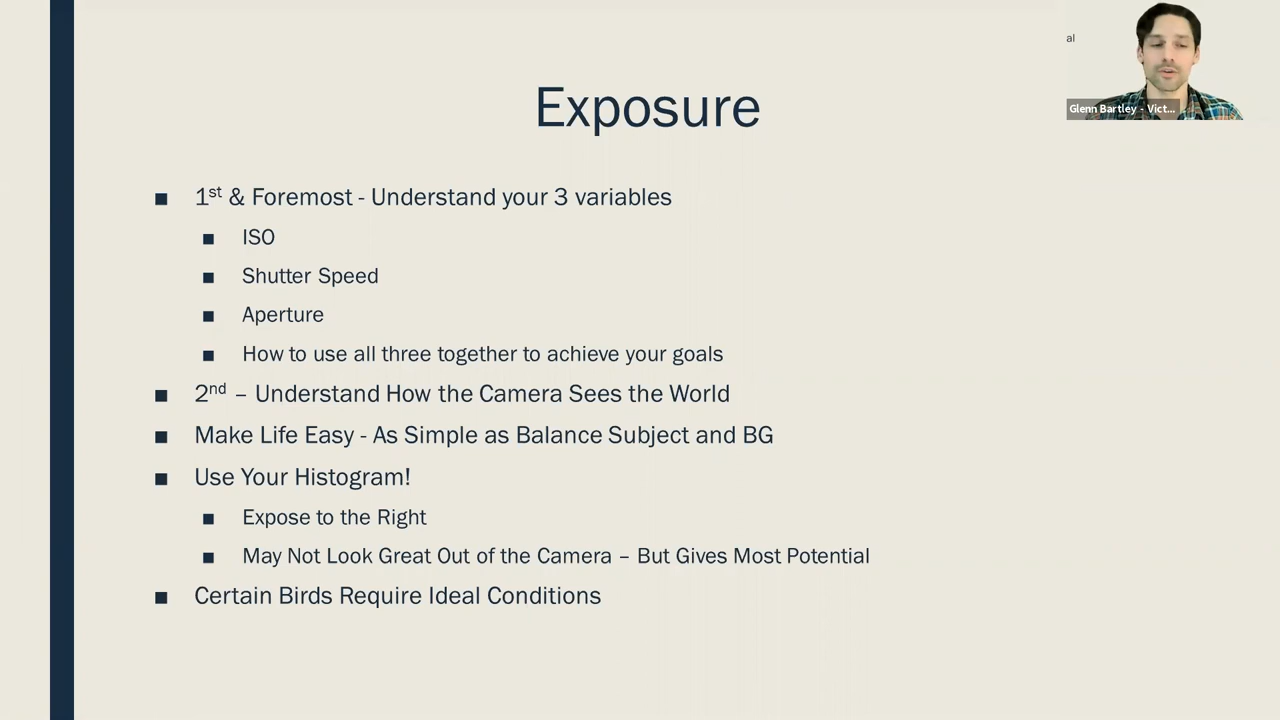 al
Glenn Bartley - Vict...
Exposure
■ 1st & Foremost - Understand your 3 variables
■ ISO
■ Shutter Speed
■ Aperture
■ How to use all three together to achieve your goals
■ 2nd – Understand How the Camera Sees the World
■ Make Life Easy - As Simple as Balance Subject and BG
■ Use Your Histogram!
■ Expose to the Right
■ May Not Look Great Out of the Camera – But Gives Most Potential
■ Certain Birds Require Ideal Conditions